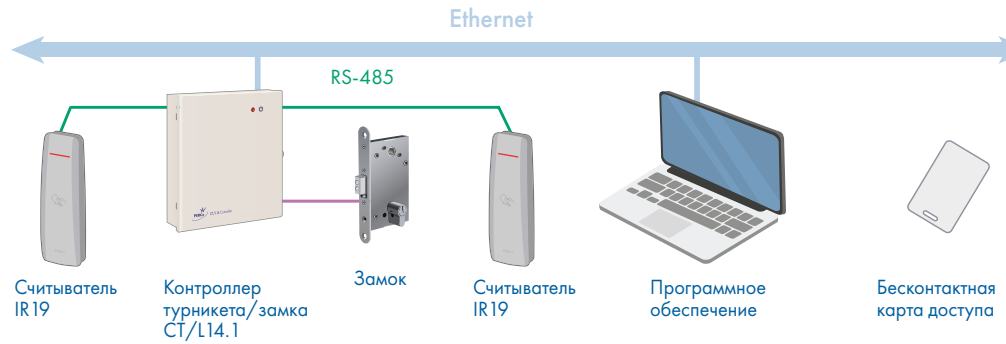 Ethernet
RS-485
PERCo
Считыватель
IR19
Контроллер
турникета/замка
CT/L14.1
Замок
Считыватель
IR19
Программное
обеспечение
Бесконтактная
карта доступа